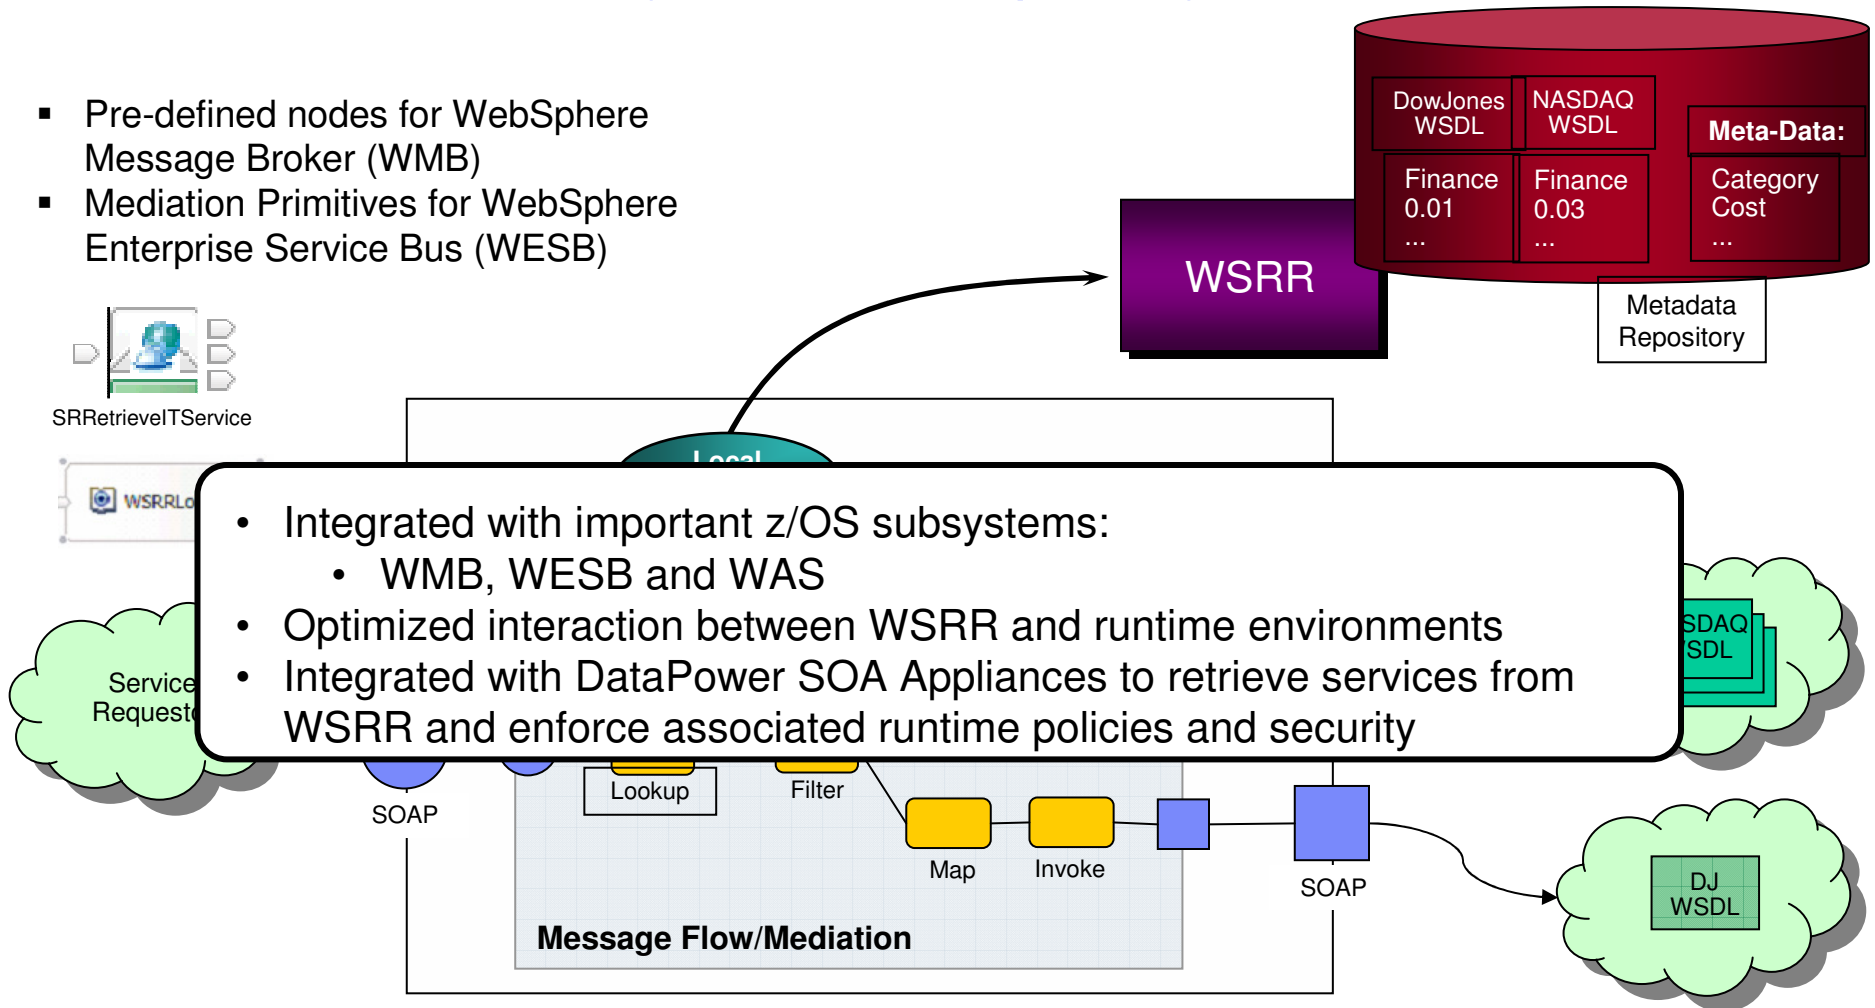 ▪ Pre-defined nodes for WebSphere
Message Broker (WMB)
▪ Mediation Primitives for WebSphere
Enterprise Service Bus (WESB)
DowJones
WSDL
NASDAQ
WSDL
Meta-Data:
Finance
0.01
...
Finance
0.03
...
Category
Cost
...
WSRR
Metadata
Repository
SRRetrieveITService
Local
WSRRLo
• Integrated with important z/OS subsystems:
• WMB, WESB and WAS
• Optimized interaction between WSRR and runtime environments
• Integrated with DataPower SOA Appliances to retrieve services from
WSRR and enforce associated runtime policies and security
Service
Request
SDAQ
SDL
SOAP
Lookup
Filter
Map
Invoke
SOAP
DJ
WSDL
Message Flow/Mediation